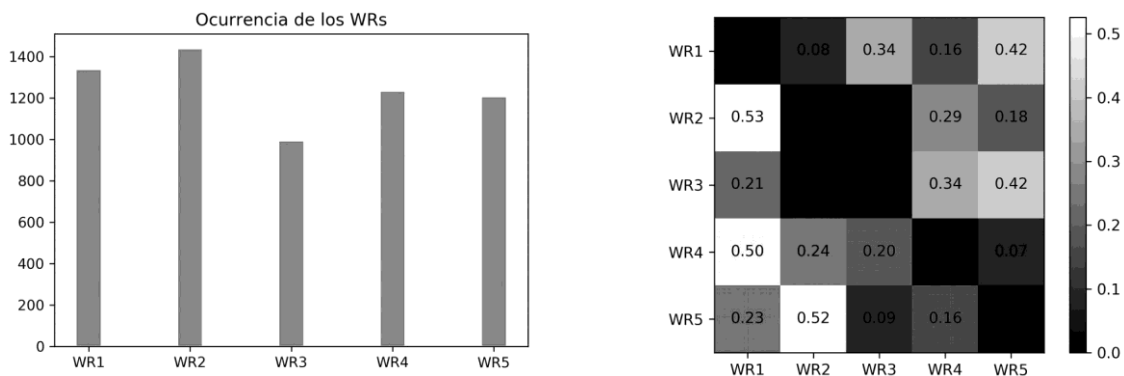 Ocurrencia de los WRs
1400
1200
1000
800
600
400
200
0
WR1 WR2 WR3 WR4 WR5
WR1 0.08 0.34 0.16 0.42
WR2 0.53 0.29 0.18
WR3 0.21 0.34 0.42
WR4 0.50 0.24 0.20 0.07
WR5 0.23 0.52 0.09 0.16
WR1 WR2 WR3 WR4 WR5
0.5
0.4
0.3
0.2
0.1
0.0